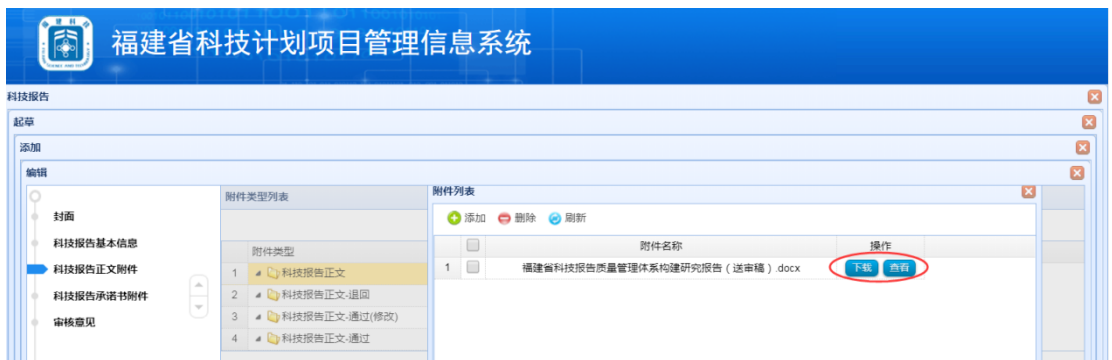 福建省科技计划项目管理信息系统
科技报告
起草
添加
编辑
封面
科技报告基本信息
科技报告正文附件
科技报告承诺书附件
审核意见
附件类型列表
附件类型
1 科技报告正文
2 科技报告正文-退回
3 科技报告正文-通过(修改)
4 科技报告正文-通过
附件列表
添加 删除 刷新
附件名称 操作
1 福建省科技报告质量管理体系构建研究报告（送审稿）.docx 下载 查看